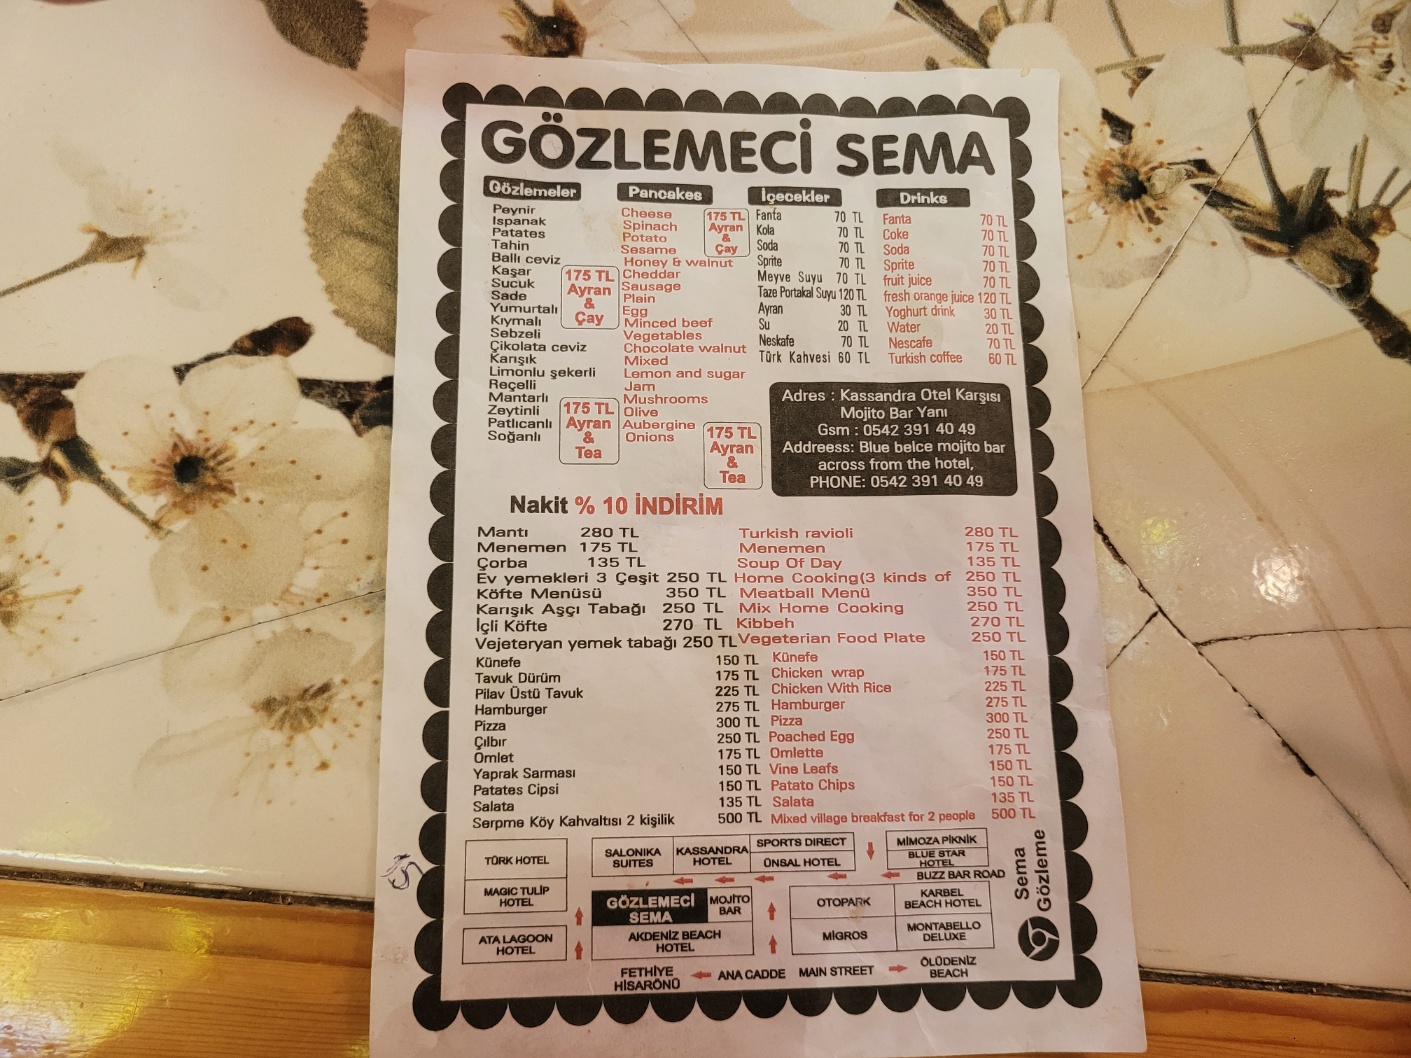 GÖZLEMECİ SEMA
Gözlemeler
Peynir
Ispanak
Patates
Tahin
Ballı ceviz
Kaşar
Sucuk
Sade
Yumurtalı
Kıymalı
Sebzeli
Çikolata ceviz
Karışık
Limonlu şekerli
Reçelli
Mantarlı
Zeytinli
Patlıcanlı
Soğanlı
175 TL
Ayran
&
Çay
175 TL
Ayran
&
Tea
Pancakes
Cheese
Spinach
Potato
Sesame
Honey & walnut
Cheddar
Sausage
Plain
Egg
Minced beef
Vegetables
Chocolate walnut
Mixed
Lemon and sugar
Jam
Mushrooms
Olive
Aubergine
Onions
175 TL
Ayran
&
Çay
175 TL
Ayran
&
Tea
İçecekler
Fanta 70 TL
Kola 70 TL
Soda 70 TL
Sprite 70 TL
Meyve Suyu 70 TL
Taze Portakal Suyu 120 TL
Ayran 30 TL
Su 20 TL
Neskafe 70 TL
Türk Kahvesi 60 TL
Drinks
Fanta 70 TL
Coke 70 TL
Soda 70 TL
Sprite 70 TL
fruit juice 70 TL
fresh orange juice 120 TL
Yoghurt drink 30 TL
Water 20 TL
Nescafe 70 TL
Turkish coffee 60 TL
Adres : Kassandra Otel Karşısı
Mojito Bar Yanı
Gsm : 0542 391 40 49
Addreess: Blue belce mojito bar
across from the hotel,
PHONE: 0542 391 40 49
Nakit % 10 İNDİRİM
Mantı 280 TL
Menemen 175 TL
Çorba 135 TL
Ev yemekleri 3 Çeşit 250 TL
Köfte Menüsü 350 TL
Karışık Aşçı Tabağı 250 TL
İçli Köfte 270 TL
Vejeteryan yemek tabağı 250 TL
Künefe 150 TL
Tavuk Dürüm 175 TL
Pilav Üstü Tavuk 225 TL
Hamburger 275 TL
Pizza 300 TL
Çılbır 250 TL
Omlet 175 TL
Yaprak Sarması 150 TL
Patates Cipsi 150 TL
Salata 135 TL
Serpme Köy Kahvaltısı 2 kişilik 500 TL
Turkish ravioli 280 TL
Menemen 175 TL
Soup Of Day 135 TL
Home Cooking(3 kinds of 250 TL
Meatball Menü 350 TL
Mix Home Cooking 250 TL
Kibbeh 270 TL
Vegeterian Food Plate 250 TL
Künefe 150 TL
Chicken wrap 175 TL
Chicken With Rice 225 TL
Hamburger 275 TL
Pizza 300 TL
Poached Egg 250 TL
Omlette 175 TL
Vine Leafs 150 TL
Patato Chips 150 TL
Salata 135 TL
Mixed village breakfast for 2 people 500 TL
TÜRK HOTEL
MAGIC TULIP
HOTEL
ATA LAGOON
HOTEL
SALONIKA
SUITES
KASSANDRA
HOTEL
SPORTS DIRECT
ÜNSAL HOTEL
MİMOZA PİKNİK
BLUE STAR
HOTEL
BUZZ BAR ROAD
GÖZLEMECİ
SEMA
MOJİTO
BAR
AKDENİZ BEACH
HOTEL
OTOPARK
KARBEL
BEACH HOTEL
MİGROS
MONTABELLO
DELUXE
FETHİYE
HİSARÖNÜ
ANA CADDE MAIN STREET
ÖLÜDENİZ
BEACH
Sema
Gözleme